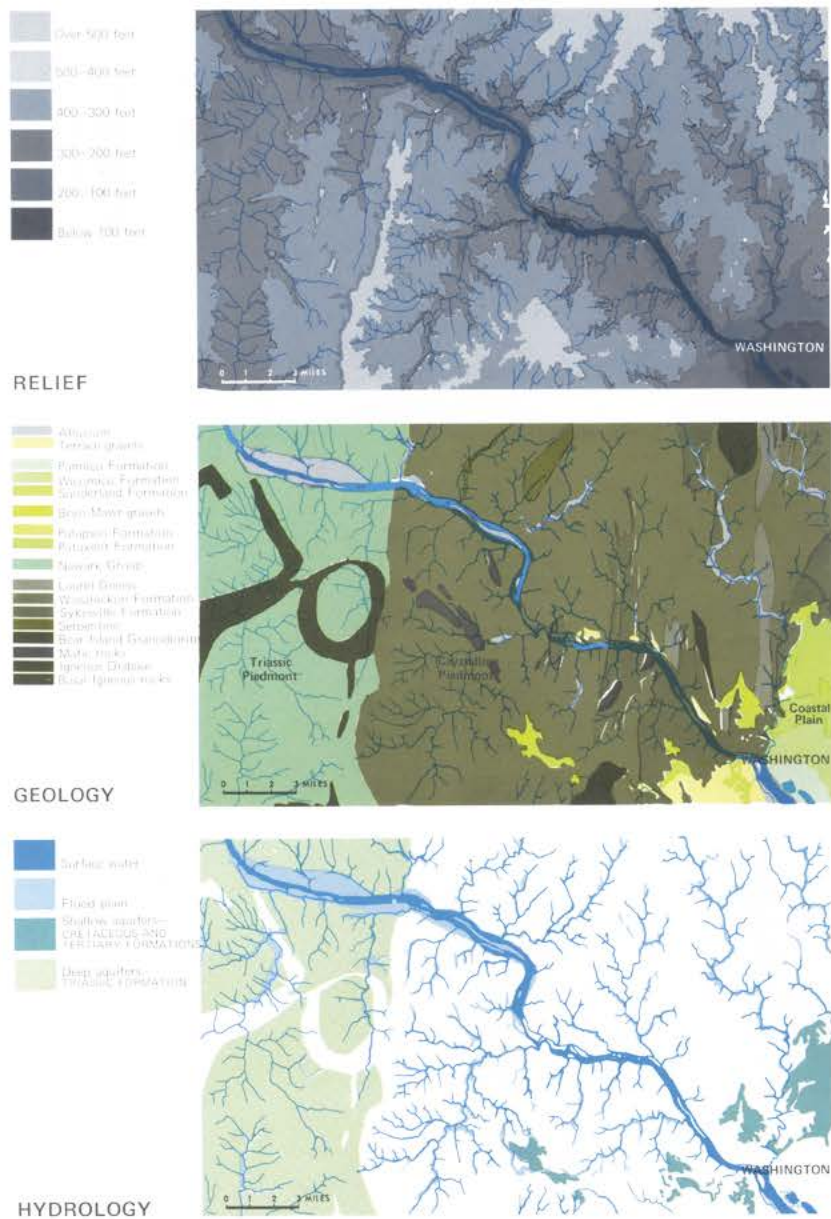 Over 500 feet
500–400 feet
400–300 feet
300–200 feet
200–100 feet
Below 100 feet
RELIEF
WASHINGTON
0 1 2 3 MILES
Alluvium
Terrace gravels
Pamlico Formation
Wicomico Formation
Sunderland Formation
Bryn Mawr gravels
Patapsco Formation
Patuxent Formation
Newark Group
Laurel Gneiss
Wissahickon Formation
Sykesville Formation
Serpentine
Bear Island Granodiorite
Mafic rocks
Igneous Diabase
Basic Igneous rocks
GEOLOGY
Triassic
Piedmont
Crystalline
Piedmont
Coastal
Plain
WASHINGTON
0 1 2 3 MILES
Surface water
Flood plain
Shallow aquifers—
CRETACEOUS AND
TERTIARY FORMATIONS
Deep aquifers
TRIASSIC FORMATION
HYDROLOGY
WASHINGTON
0 1 2 3 MILES